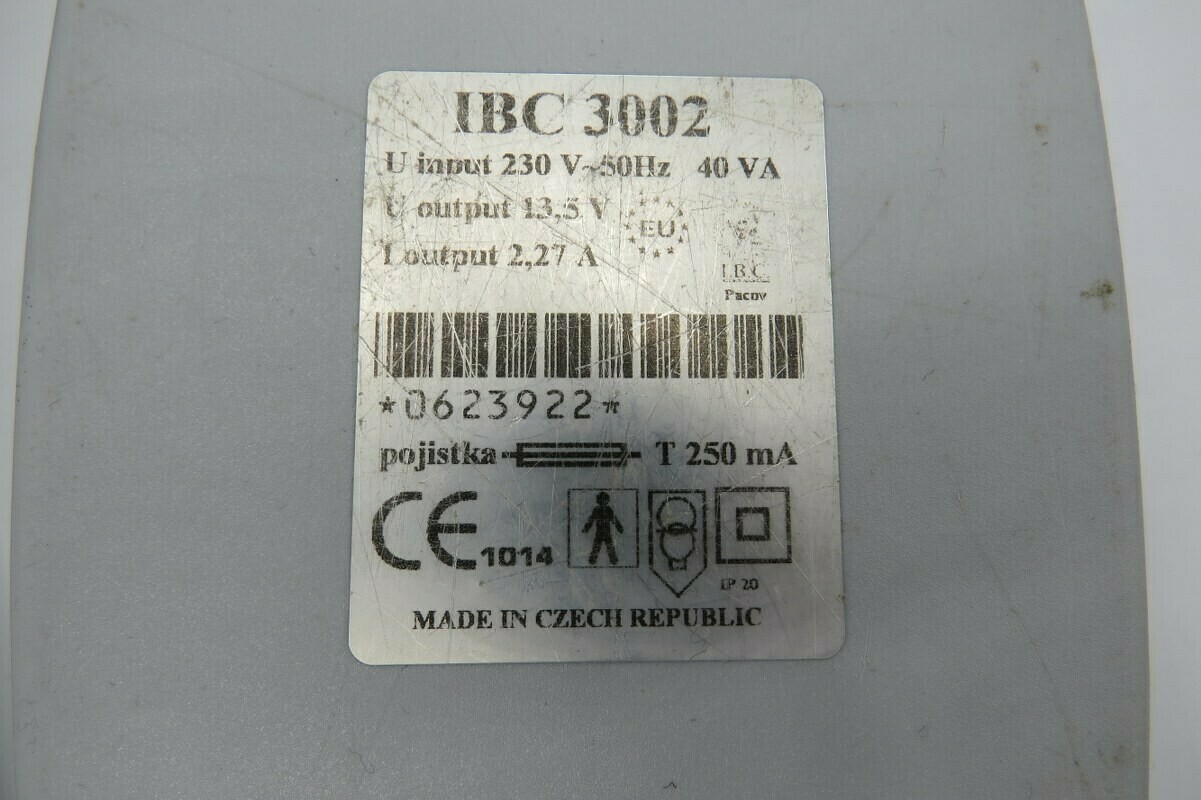 IBC 3002
U input 230 V~50Hz 40 VA
U output 13,5 V
EU
I output 2,27 A
I.B.C.
Pacov
*0623922*
pojistka T 250 mA
CE 1014
IP 20
MADE IN CZECH REPUBLIC